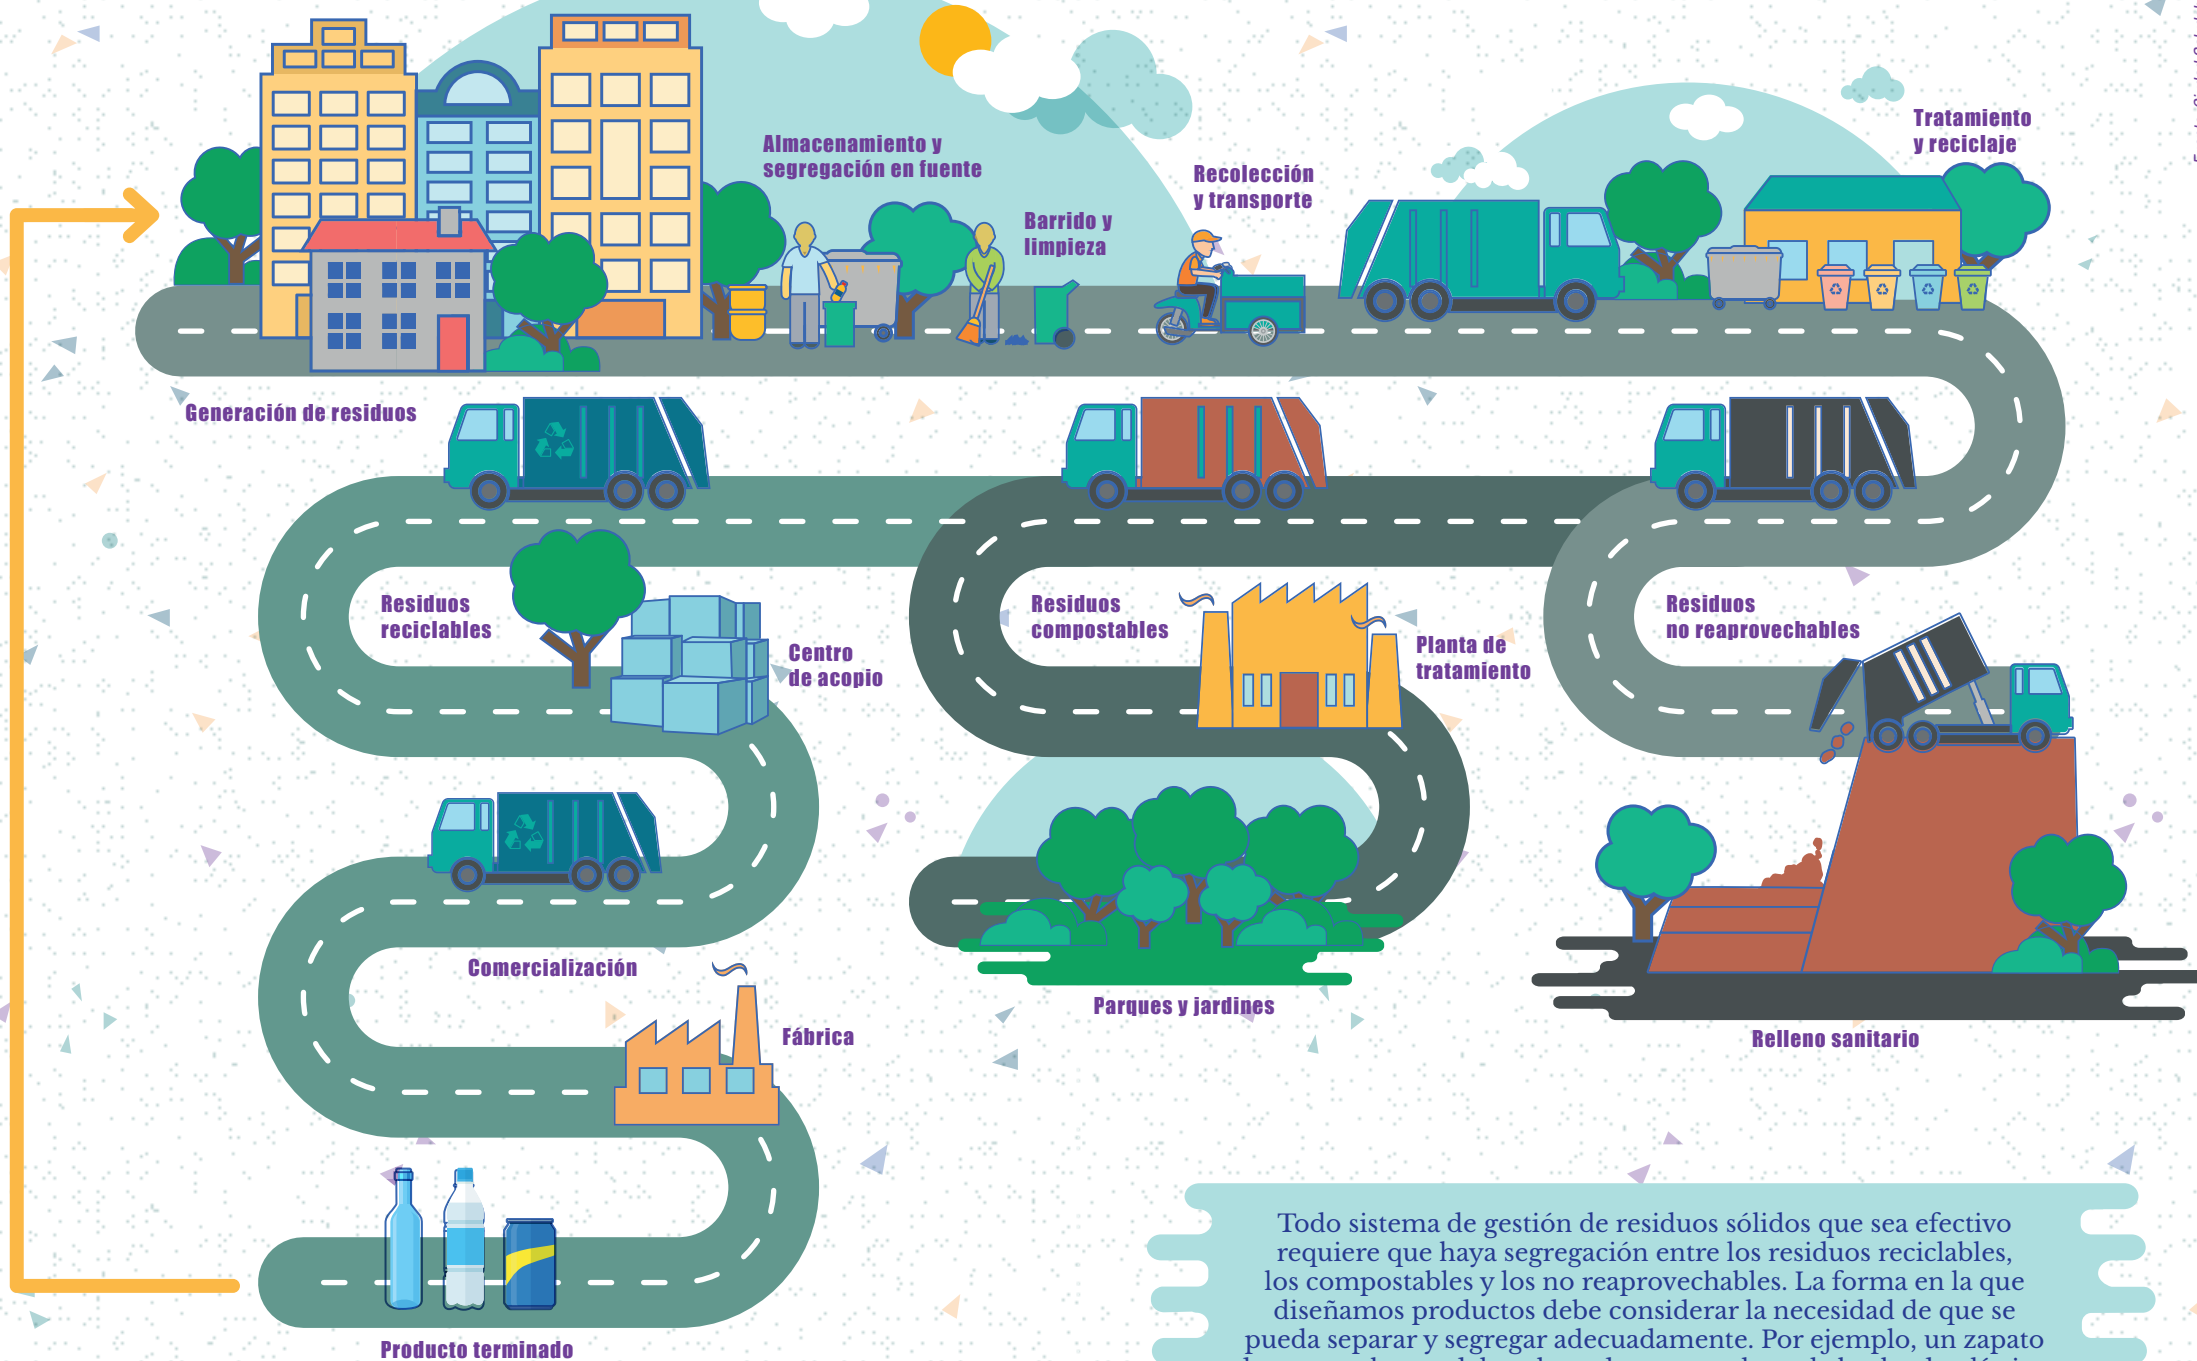 Almacenamiento y
segregación en fuente
Barrido y
limpieza
Recolección
y transporte
Tratamiento
y reciclaje
Generación de residuos
Residuos
reciclables
Centro
de acopio
Residuos
compostables
Planta de
tratamiento
Residuos
no reaprovechables
Comercialización
Fábrica
Parques y jardines
Relleno sanitario
Producto terminado
Todo sistema de gestión de residuos sólidos que sea efectivo
requiere que haya segregación entre los residuos reciclables,
los compostables y los no reaprovechables. La forma en la que
diseñamos productos debe considerar la necesidad de que se
pueda separar y segregar adecuadamente. Por ejemplo, un zapato